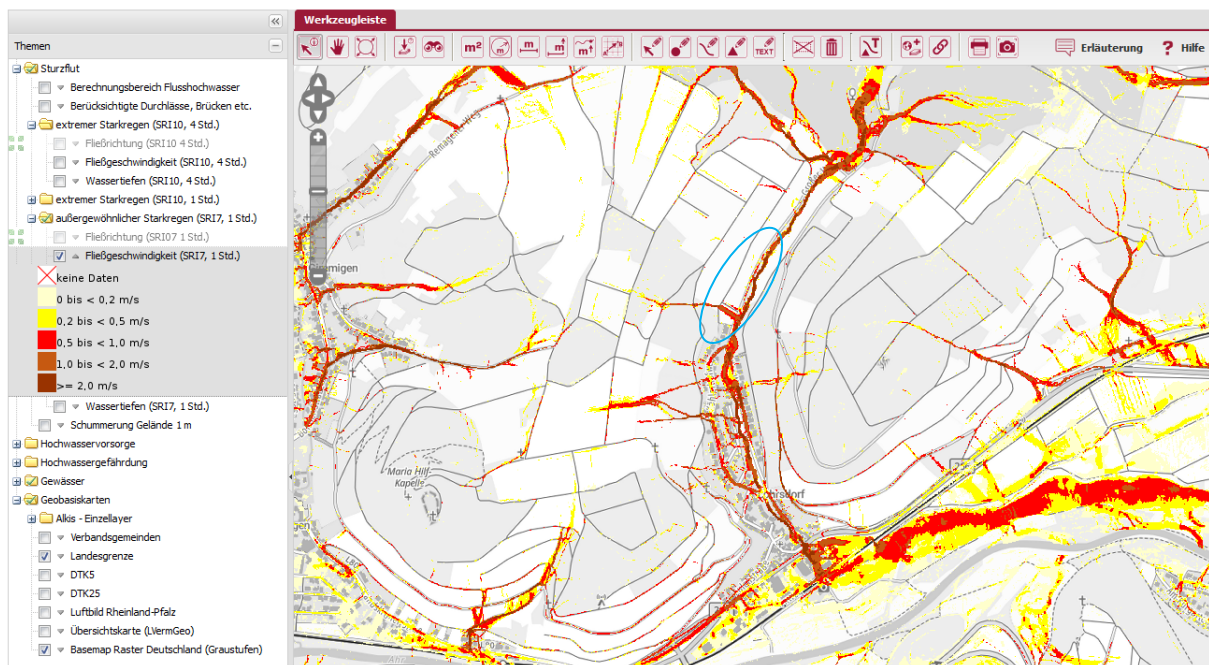 Werkzeugleiste
Themen
m²
m
m
m
m
TEXT
T
Erläuterung
? Hilfe
Sturzflut
Berechnungsbereich Flusshochwasser
Berücksichtigte Durchlässe, Brücken etc.
extremer Starkregen (SRI10, 4 Std.)
Fließrichtung (SRI10 4 Std.)
Fließgeschwindigkeit (SRI10, 4 Std.)
Wassertiefen (SRI10, 4 Std.)
extremer Starkregen (SRI10, 1 Std.)
außergewöhnlicher Starkregen (SRI7, 1 Std.)
Fließrichtung (SRI07 1 Std.)
Fließgeschwindigkeit (SRI7, 1 Std.)
keine Daten
0 bis < 0,2 m/s
0,2 bis < 0,5 m/s
0,5 bis < 1,0 m/s
1,0 bis < 2,0 m/s
>= 2,0 m/s
Wassertiefen (SRI7, 1 Std.)
Schummerung Gelände 1 m
Hochwasservorsorge
Hochwassergefährdung
Gewässer
Geobasiskarten
Alkis - Einzellayer
Verbandsgemeinden
Landesgrenze
DTK5
DTK25
Luftbild Rheinland-Pfalz
Übersichtskarte (LVermGeo)
Basemap Raster Deutschland (Graustufen)
Remagener Weg
Maria Hilf-
Kapelle